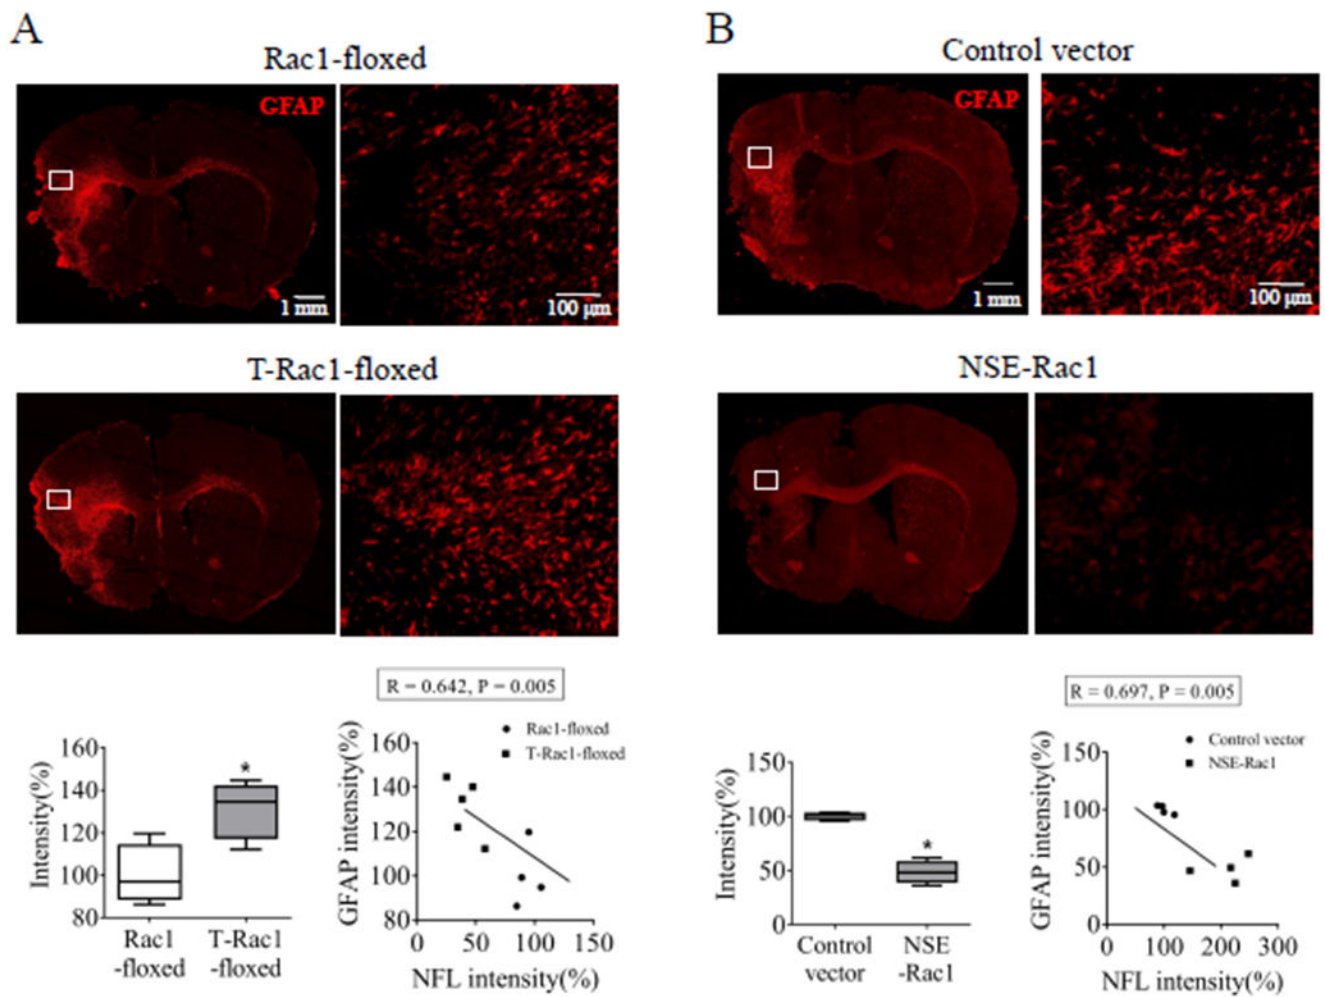 A
Rac1-floxed
GFAP
1 mm
100 μm
T-Rac1-floxed
R = 0.642, P = 0.005
Intensity(%)
160
140
120
100
80
Rac1
-floxed
T-Rac1
-floxed
*
GFAP intensity(%)
160
140
120
100
80
0
50
100
150
NFL intensity(%)
Rac1-floxed
T-Rac1-floxed
B
Control vector
GFAP
1 mm
100 μm
NSE-Rac1
R = 0.697, P = 0.005
Intensity(%)
150
100
50
0
Control
vector
NSE
-Rac1
*
GFAP intensity(%)
150
100
50
0
0
100
200
300
NFL intensity(%)
Control vector
NSE-Rac1